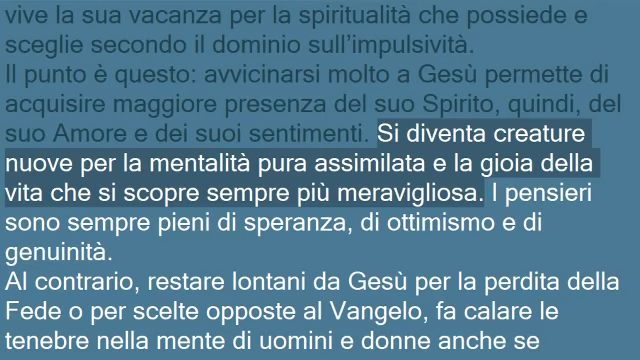 vive la sua vacanza per la spiritualità che possiede e
sceglie secondo il dominio sull’impulsività.
Il punto è questo: avvicinarsi molto a Gesù permette di
acquisire maggiore presenza del suo Spirito, quindi, del
suo Amore e dei suoi sentimenti. Si diventa creature
nuove per la mentalità pura assimilata e la gioia della
vita che si scopre sempre più meravigliosa. I pensieri
sono sempre pieni di speranza, di ottimismo e di
genuinità.
Al contrario, restare lontani da Gesù per la perdita della
Fede o per scelte opposte al Vangelo, fa calare le
tenebre nella mente di uomini e donne anche se